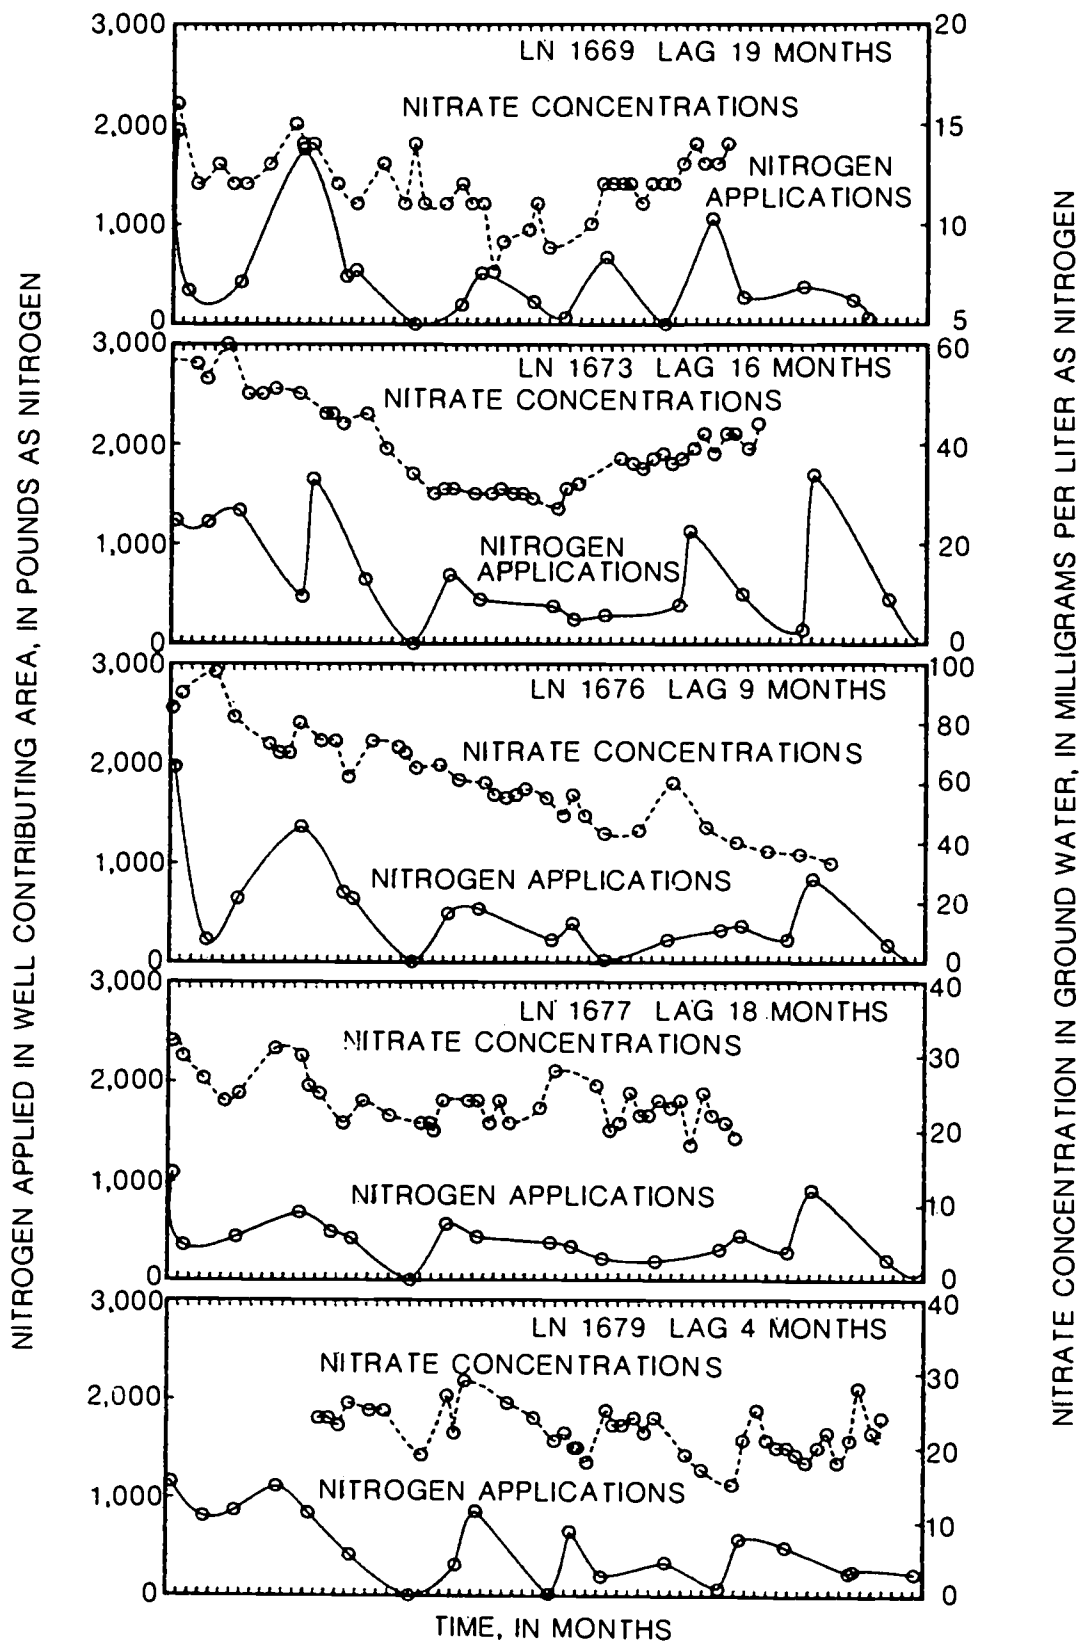 NITROGEN APPLIED IN WELL CONTRIBUTING AREA, IN POUNDS AS NITROGEN
3,000
2,000
1,000
0
LN 1669 LAG 19 MONTHS
NITRATE CONCENTRATIONS
NITROGEN
APPLICATIONS
20
15
10
5
3,000
2,000
1,000
0
LN 1673 LAG 16 MONTHS
NITRATE CONCENTRATIONS
NITROGEN
APPLICATIONS
60
40
20
0
3,000
2,000
1,000
0
LN 1676 LAG 9 MONTHS
NITRATE CONCENTRATIONS
NITROGEN APPLICATIONS
100
80
60
40
20
0
3,000
2,000
1,000
0
LN 1677 LAG 18 MONTHS
NITRATE CONCENTRATIONS
NITROGEN APPLICATIONS
40
30
20
10
0
3,000
2,000
1,000
0
LN 1679 LAG 4 MONTHS
NITRATE CONCENTRATIONS
NITROGEN APPLICATIONS
40
30
20
10
0
TIME, IN MONTHS
NITRATE CONCENTRATION IN GROUND WATER, IN MILLIGRAMS PER LITER AS NITROGEN